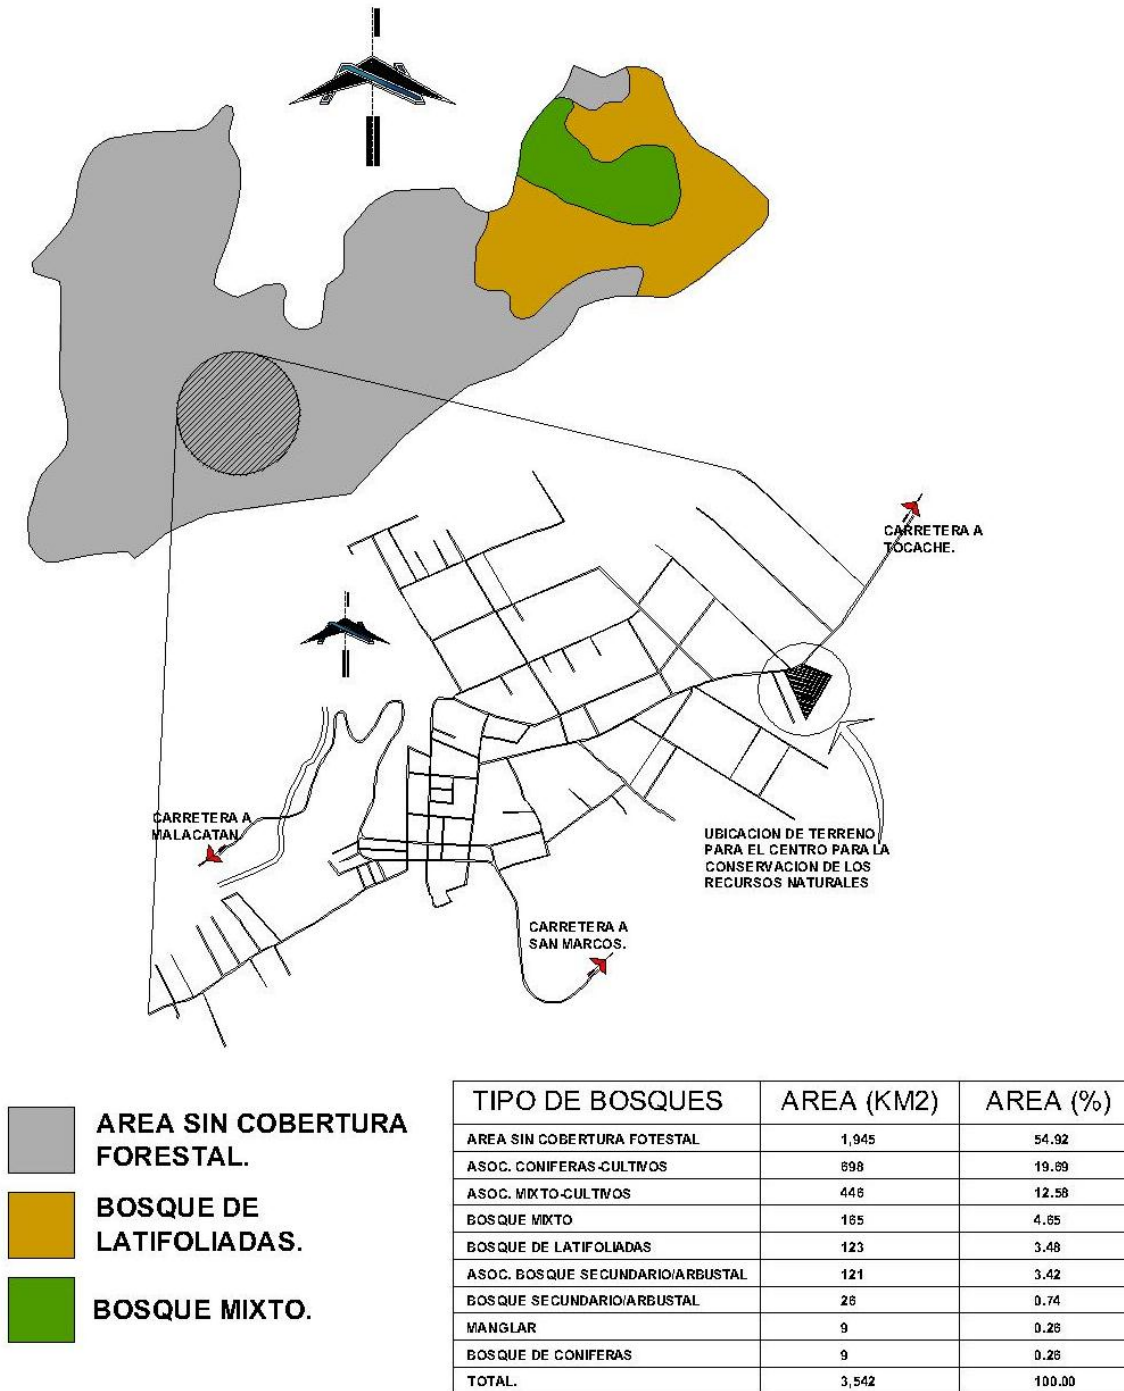 CARRETERA A
TOCACHE.
CARRETERA A
MALACATAN
UBICACION DE TERRENO
PARA EL CENTRO PARA LA
CONSERVACION DE LOS
RECURSOS NATURALES
CARRETERA A
SAN MARCOS.
AREA SIN COBERTURA
FORESTAL.
BOSQUE DE
LATIFOLIADAS.
BOSQUE MIXTO.
TIPO DE BOSQUES AREA (KM2) AREA (%)
AREA SIN COBERTURA FOTESTAL 1,945 54.92
ASOC. CONIFERAS-CULTIVOS 698 19.69
ASOC. MIXTO-CULTIVOS 446 12.58
BOSQUE MIXTO 165 4.65
BOSQUE DE LATIFOLIADAS 123 3.48
ASOC. BOSQUE SECUNDARIO/ARBUSTAL 121 3.42
BOSQUE SECUNDARIO/ARBUSTAL 26 0.74
MANGLAR 9 0.26
BOSQUE DE CONIFERAS 9 0.26
TOTAL. 3,542 100.00